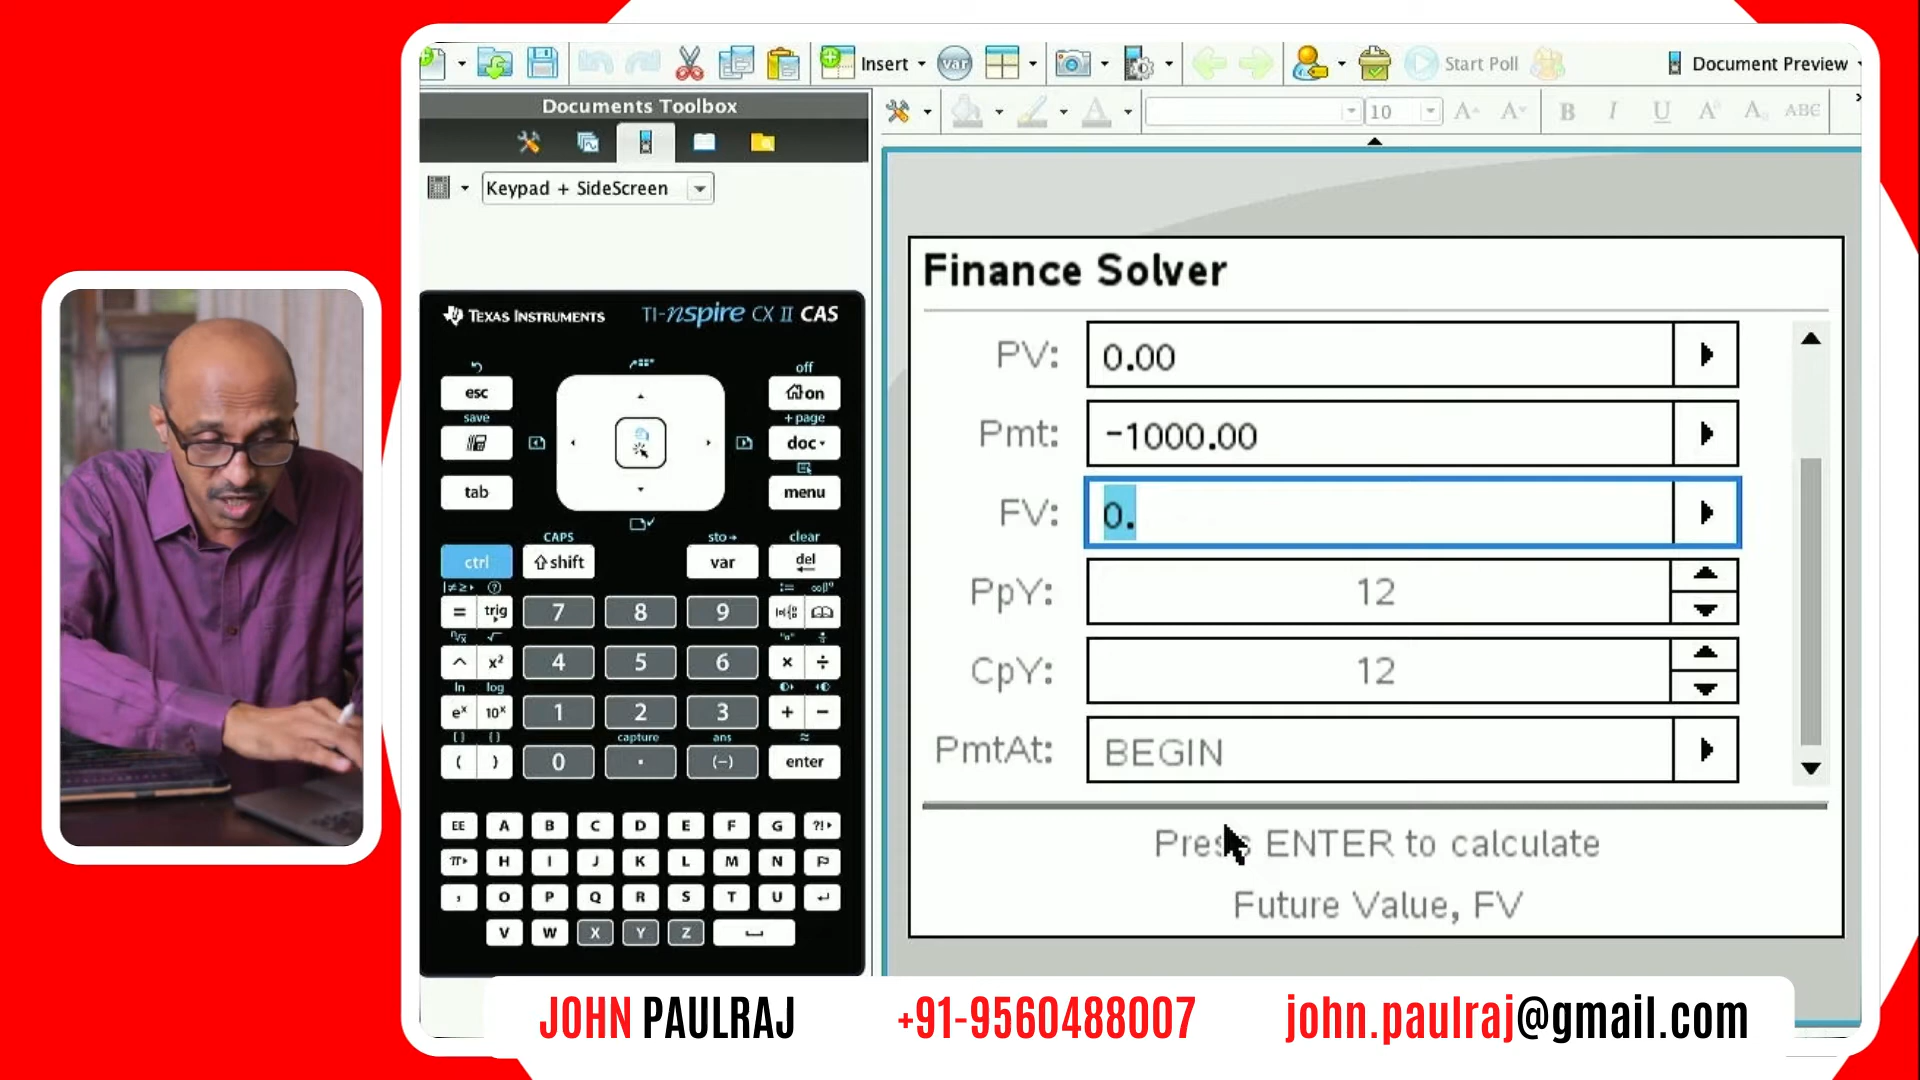 Insert
var
Start Poll
Document Preview
Documents Toolbox
10
B I U A A ABC
Keypad + SideScreen
TEXAS INSTRUMENTS TI-nspire CX II CAS
off
esc
on
save
+ page
doc
tab
menu
CAPS
sto→
clear
ctrl
shift
var
del
= trig 7 8 9
^ x² 4 5 6 × ÷
ln log
eˣ 10ˣ 1 2 3 + −
[ ] { }
capture
ans
≈
( ) 0 . (−) enter
EE A B C D E F G ?!▸
π▸ H I J K L M N
, O P Q R S T U ↵
V W X Y Z
Finance Solver
PV: 0.00
Pmt: -1000.00
FV: 0.
PpY: 12
CpY: 12
PmtAt: BEGIN
Press ENTER to calculate
Future Value, FV
JOHN PAULRAJ +91-9560488007 john.paulraj@gmail.com